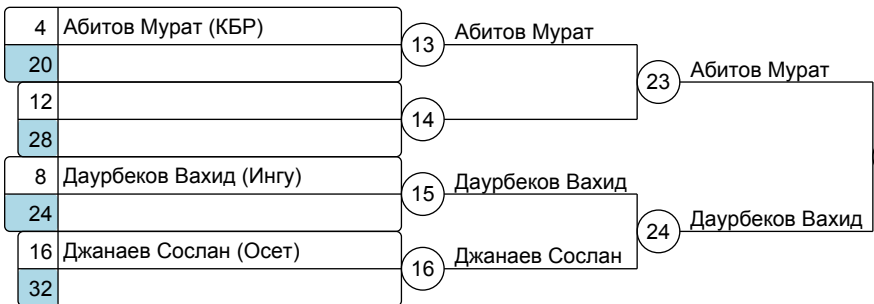 4 Абитов Мурат (КБР)
20
13 Абитов Мурат
12
28
14
23 Абитов Мурат
8 Даурбеков Вахид (Ингу)
24
15 Даурбеков Вахид
16 Джанаев Сослан (Осет)
32
16 Джанаев Сослан
24 Даурбеков Вахид